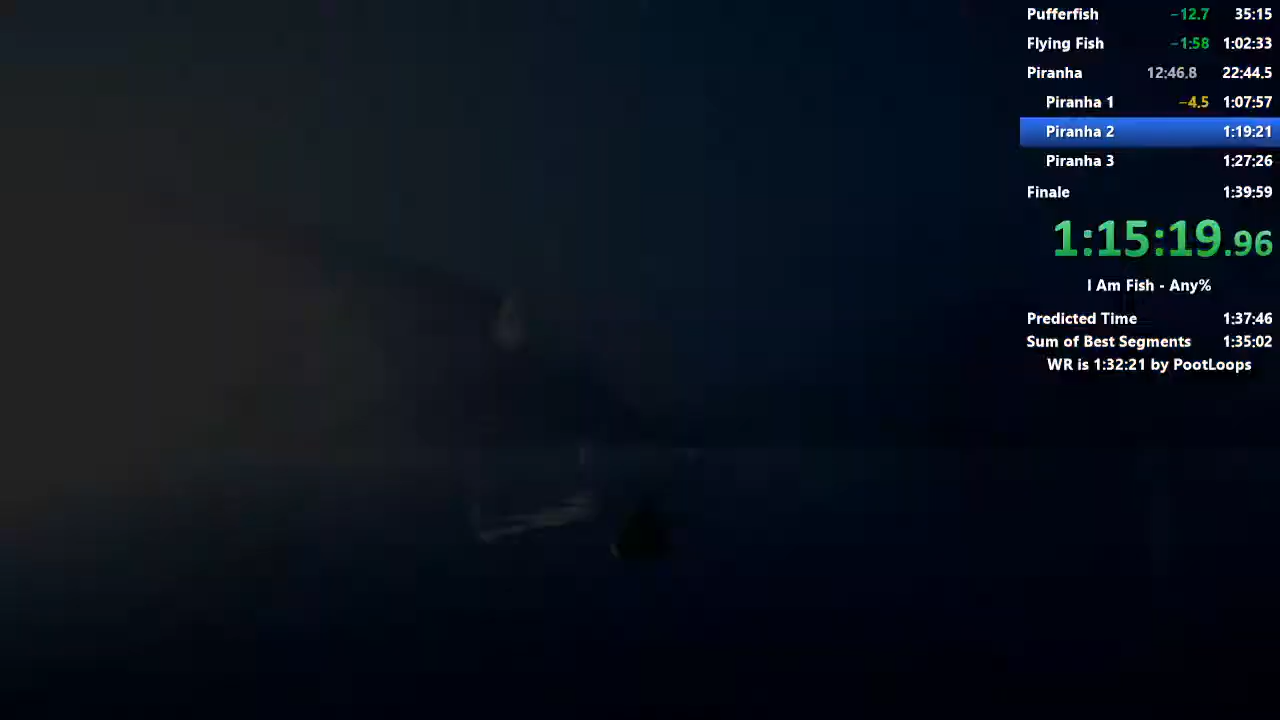 Pufferfish −12.7 35:15
Flying Fish −1:58 1:02:33
Piranha 12:46.8 22:44.5
Piranha 1 −4.5 1:07:57
Piranha 2 1:19:21
Piranha 3 1:27:26
Finale 1:39:59
1:15:19.96
I Am Fish - Any%
Predicted Time 1:37:46
Sum of Best Segments 1:35:02
WR is 1:32:21 by PootLoops